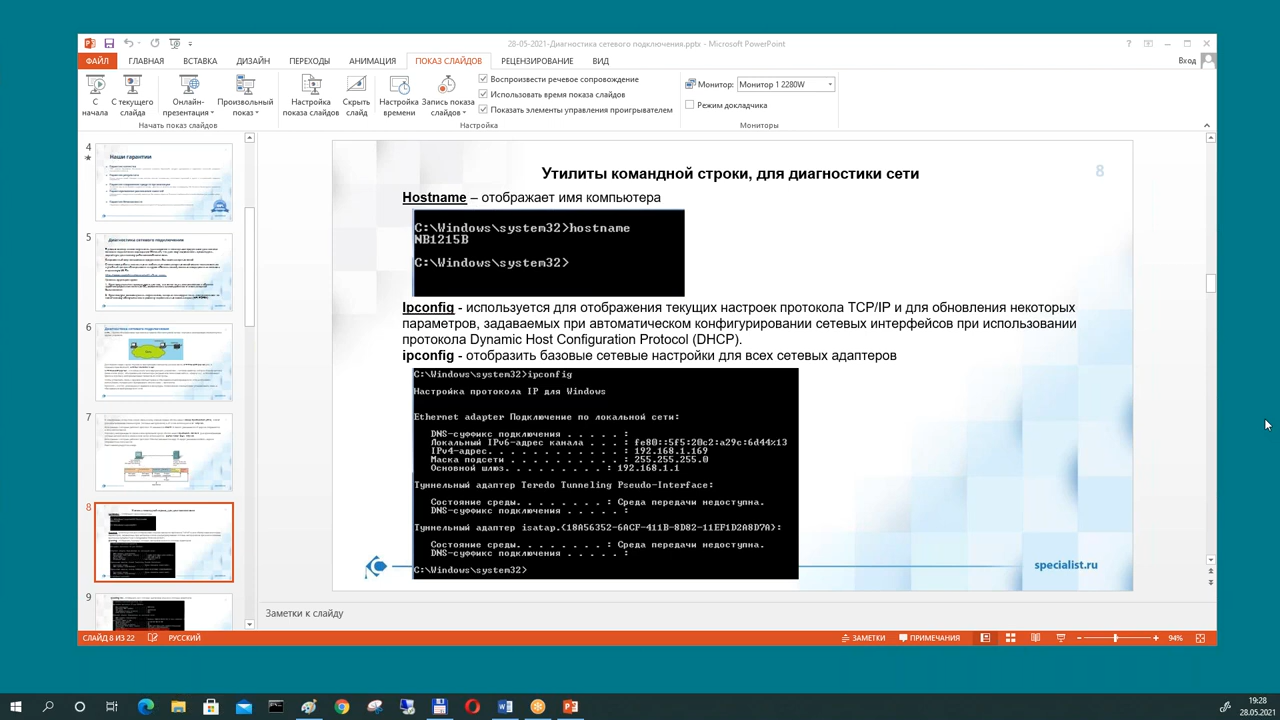 28-05-2021-Диагностика сетевого подключения.pptx - Microsoft PowerPoint
ФАЙЛ ГЛАВНАЯ ВСТАВКА ДИЗАЙН ПЕРЕХОДЫ АНИМАЦИЯ ПОКАЗ СЛАЙДОВ РЕЦЕНЗИРОВАНИЕ ВИД Вход
С начала
С текущего слайда
Онлайн-презентация
Произвольный показ
Начать показ слайдов
Настройка показа слайдов
Скрыть слайд
Настройка времени
Запись показа слайдов
Воспроизвести речевое сопровождение
Использовать время показа слайдов
Показать элементы управления проигрывателем
Настройка
Монитор: Монитор 1 2280W
Режим докладчика
Мониторы
4
Наши гарантии
5
Диагностика сетевого подключения
6
7
8
9
8
Утилиты командной строки, для диагностики сети
Hostname – отображает имя компьютера
C:\Windows\system32>hostname
NB1215B
C:\Windows\system32>
Ipconfig - используется для отображения текущих настроек протокола TCP/IP и для обновления некоторых
параметров, задаваемых при автоматическом конфигурировании сетевых интерфейсов при использовании
протокола Dynamic Host Configuration Protocol (DHCP).
ipconfig - отобразить базовые сетевые настройки для всех сетевых адаптеров
C:\Windows\system32>ipconfig
Настройка протокола IP для Windows
Ethernet adapter Подключение по локальной сети:
DNS-суффикс подключения . . . . . :
Локальный IPv6-адрес канала . . . : fe80::5f5:20c2:a29c:6d44%13
IPv4-адрес. . . . . . . . . . . . : 192.168.1.169
Маска подсети . . . . . . . . . . : 255.255.255.0
Основной шлюз. . . . . . . . . : 192.168.1.1
Туннельный адаптер Teredo Tunneling Pseudo-Interface:
Состояние среды. . . . . . . . : Среда передачи недоступна.
DNS-суффикс подключения . . . . . :
Туннельный адаптер isatap.{18A56352-6ACF-411B-8D82-11EF1D2A8D7A}:
Состояние среды. . . . . . . . : Среда передачи недоступна.
DNS-суффикс подключения . . . . . :
C:\Windows\system32>
specialist.ru
Заметки к слайду
СЛАЙД 8 ИЗ 22 РУССКИЙ ЗАМЕТКИ ПРИМЕЧАНИЯ 94%
19:28
28.05.2021